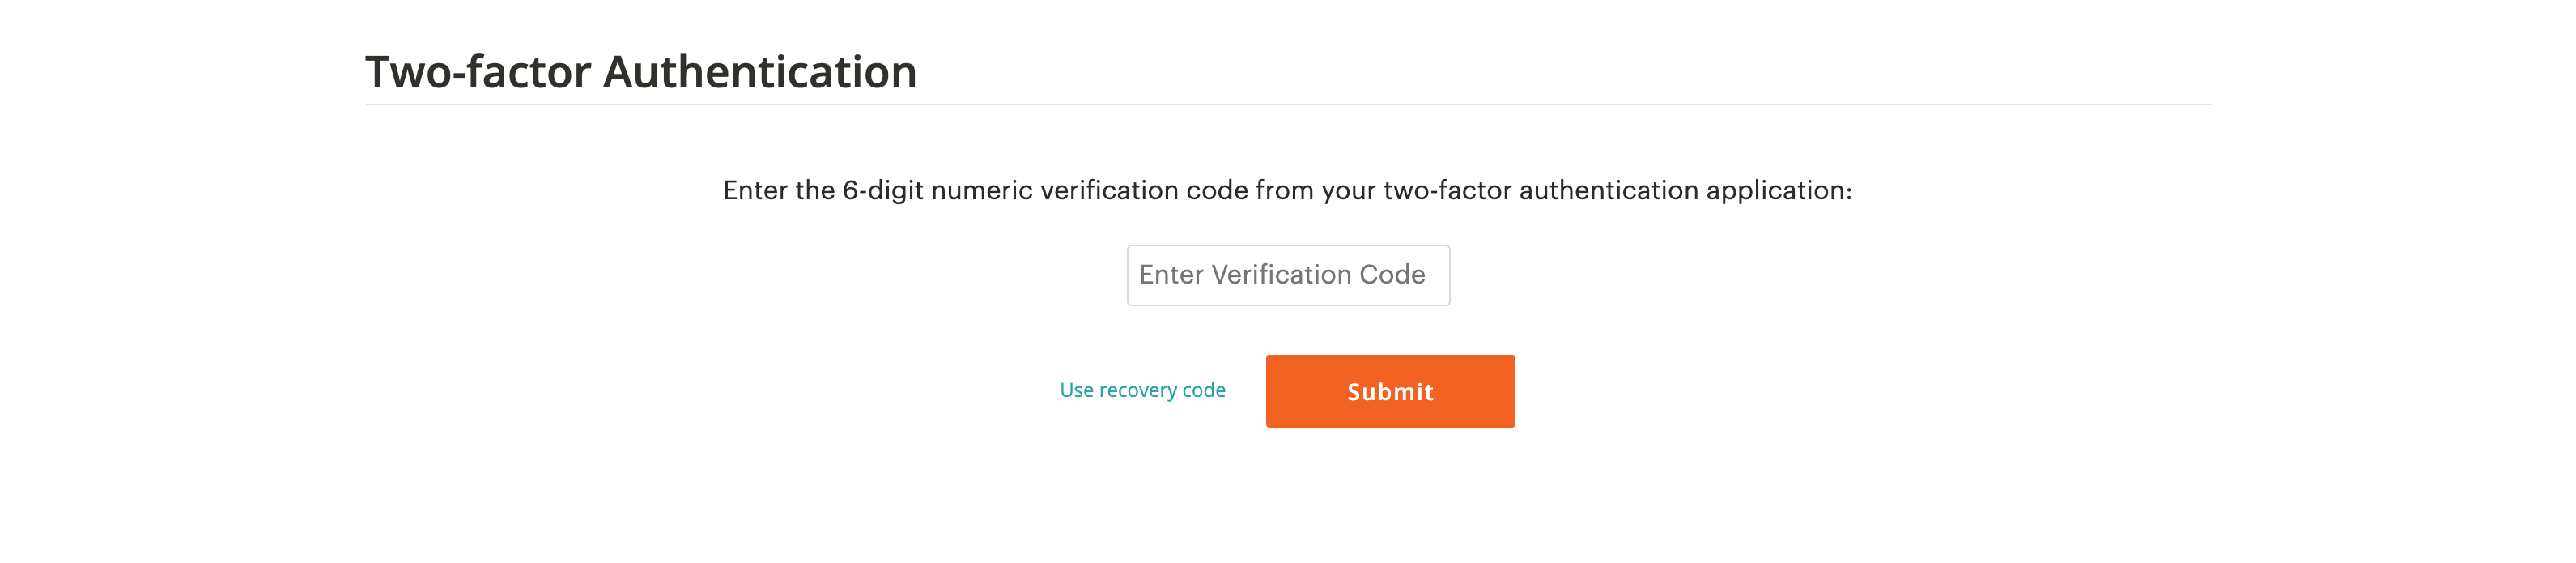 Two-factor Authentication
Enter the 6-digit numeric verification code from your two-factor authentication application:
Enter Verification Code
Use recovery code
Submit